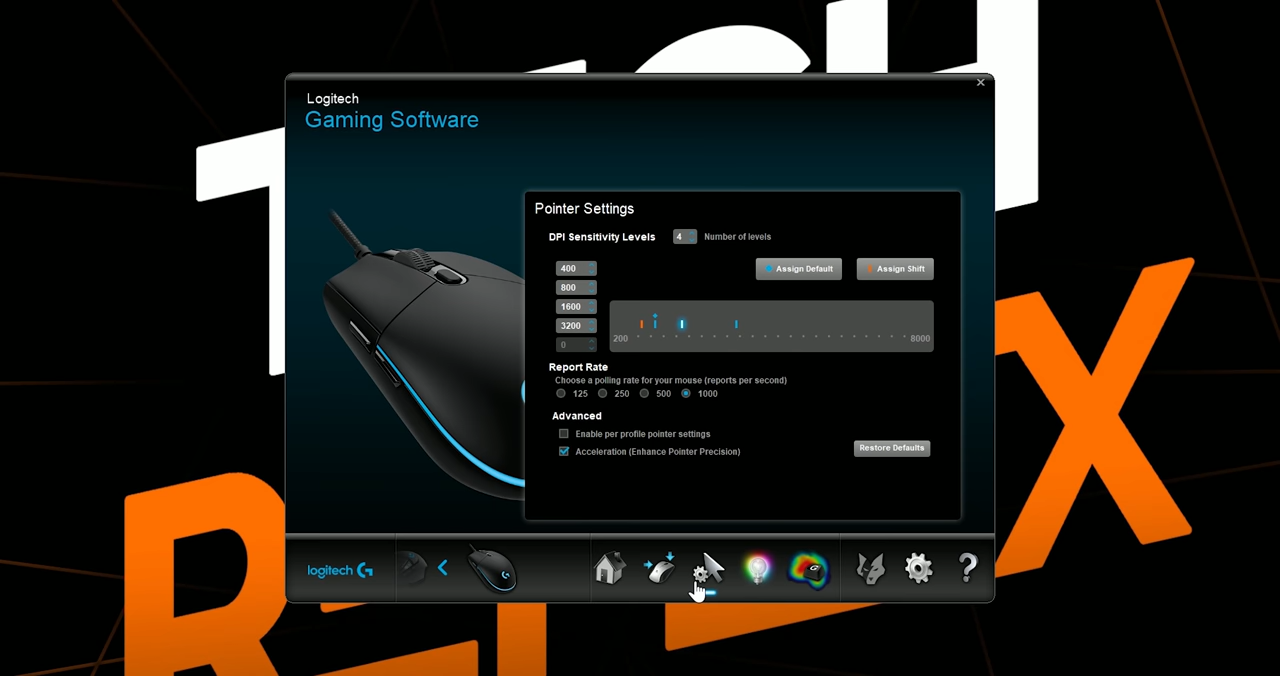 Logitech
Gaming Software
Pointer Settings
DPI Sensitivity Levels 4 Number of levels
400 Assign Default Assign Shift
800
1600
3200
200 8000
0
Report Rate
Choose a polling rate for your mouse (reports per second)
125 250 500 1000
Advanced
Enable per profile pointer settings
Acceleration (Enhance Pointer Precision)
Restore Defaults
logitech G